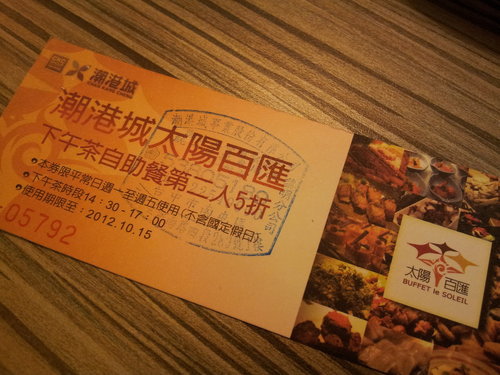 潮港城
潮港城太陽百匯
下午茶自助餐第二人5折
●本券限平常日週一至週五使用(不含國定假日)
●下午茶時段14:30-17:00
●使用期限至：2012.10.15
05792
太陽百匯
BUFFET le SOLEIL